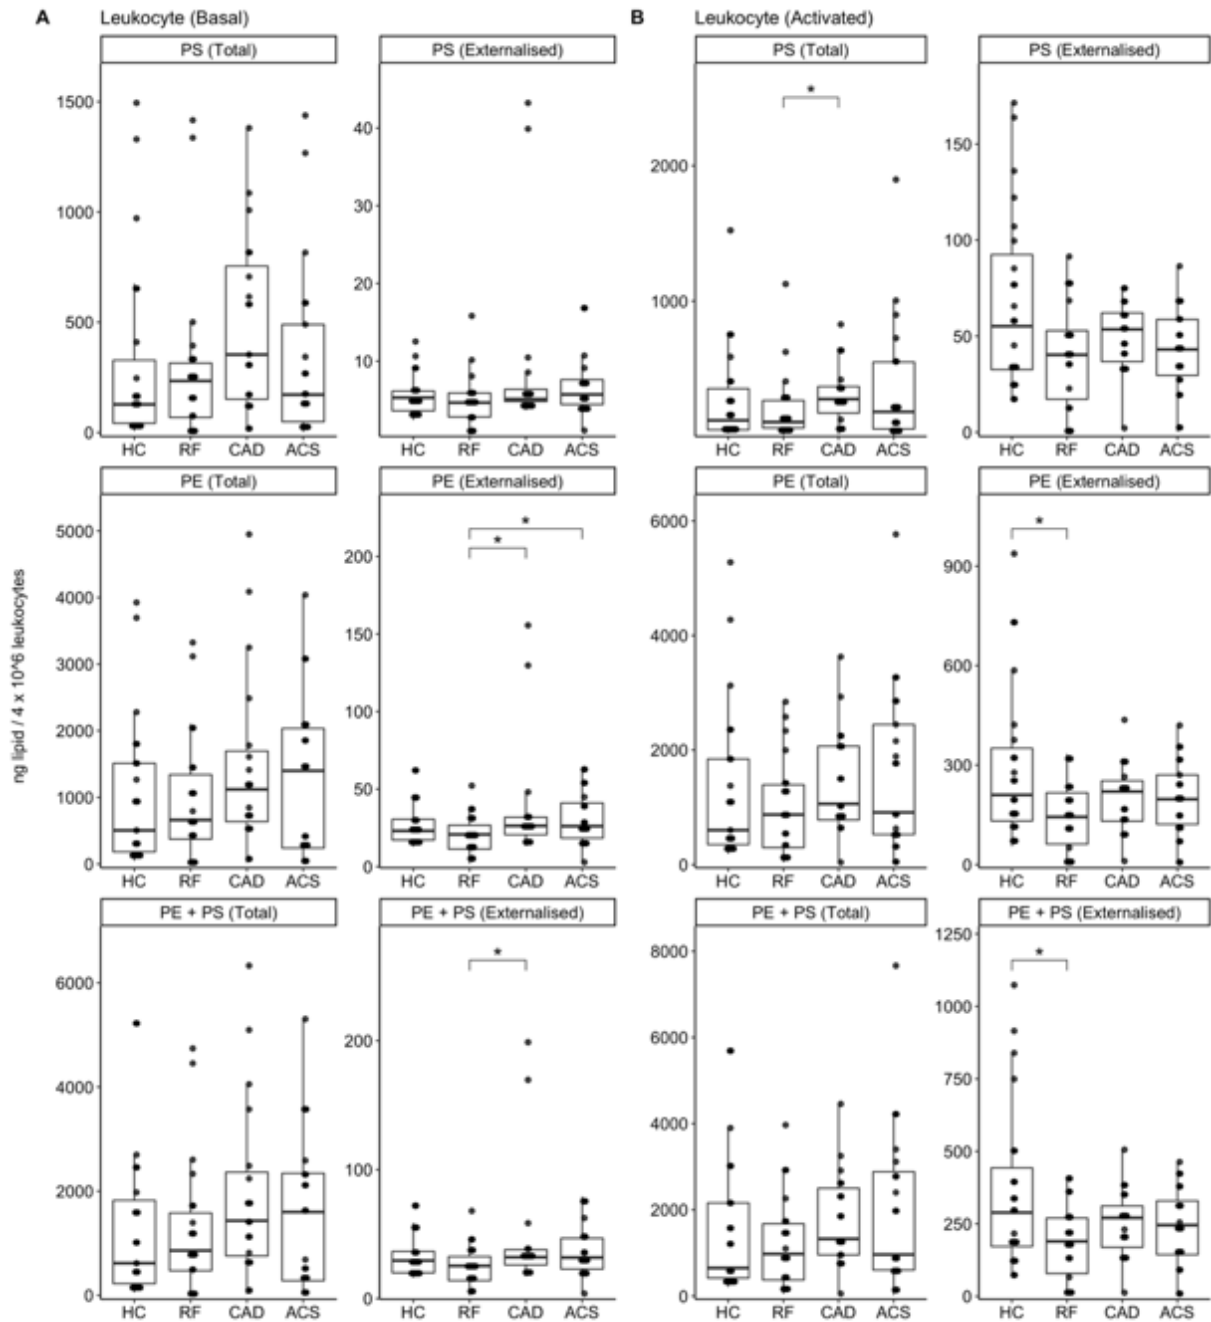 A Leukocyte (Basal)
B Leukocyte (Activated)
PS (Total)
PS (Externalised)
PS (Total)
PS (Externalised)
1500
1000
500
0
40
30
20
10
0
*
2000
1000
150
100
50
0
HC RF CAD ACS
HC RF CAD ACS
HC RF CAD ACS
HC RF CAD ACS
PE (Total)
PE (Externalised)
PE (Total)
PE (Externalised)
ng lipid / 4 x 10^6 leukocytes
5000
4000
3000
2000
1000
0
*
*
200
150
100
50
0
6000
4000
2000
0
*
900
600
300
0
HC RF CAD ACS
HC RF CAD ACS
HC RF CAD ACS
HC RF CAD ACS
PE + PS (Total)
PE + PS (Externalised)
PE + PS (Total)
PE + PS (Externalised)
6000
4000
2000
0
*
200
100
0
8000
6000
4000
2000
0
*
1250
1000
750
500
250
0
HC RF CAD ACS
HC RF CAD ACS
HC RF CAD ACS
HC RF CAD ACS